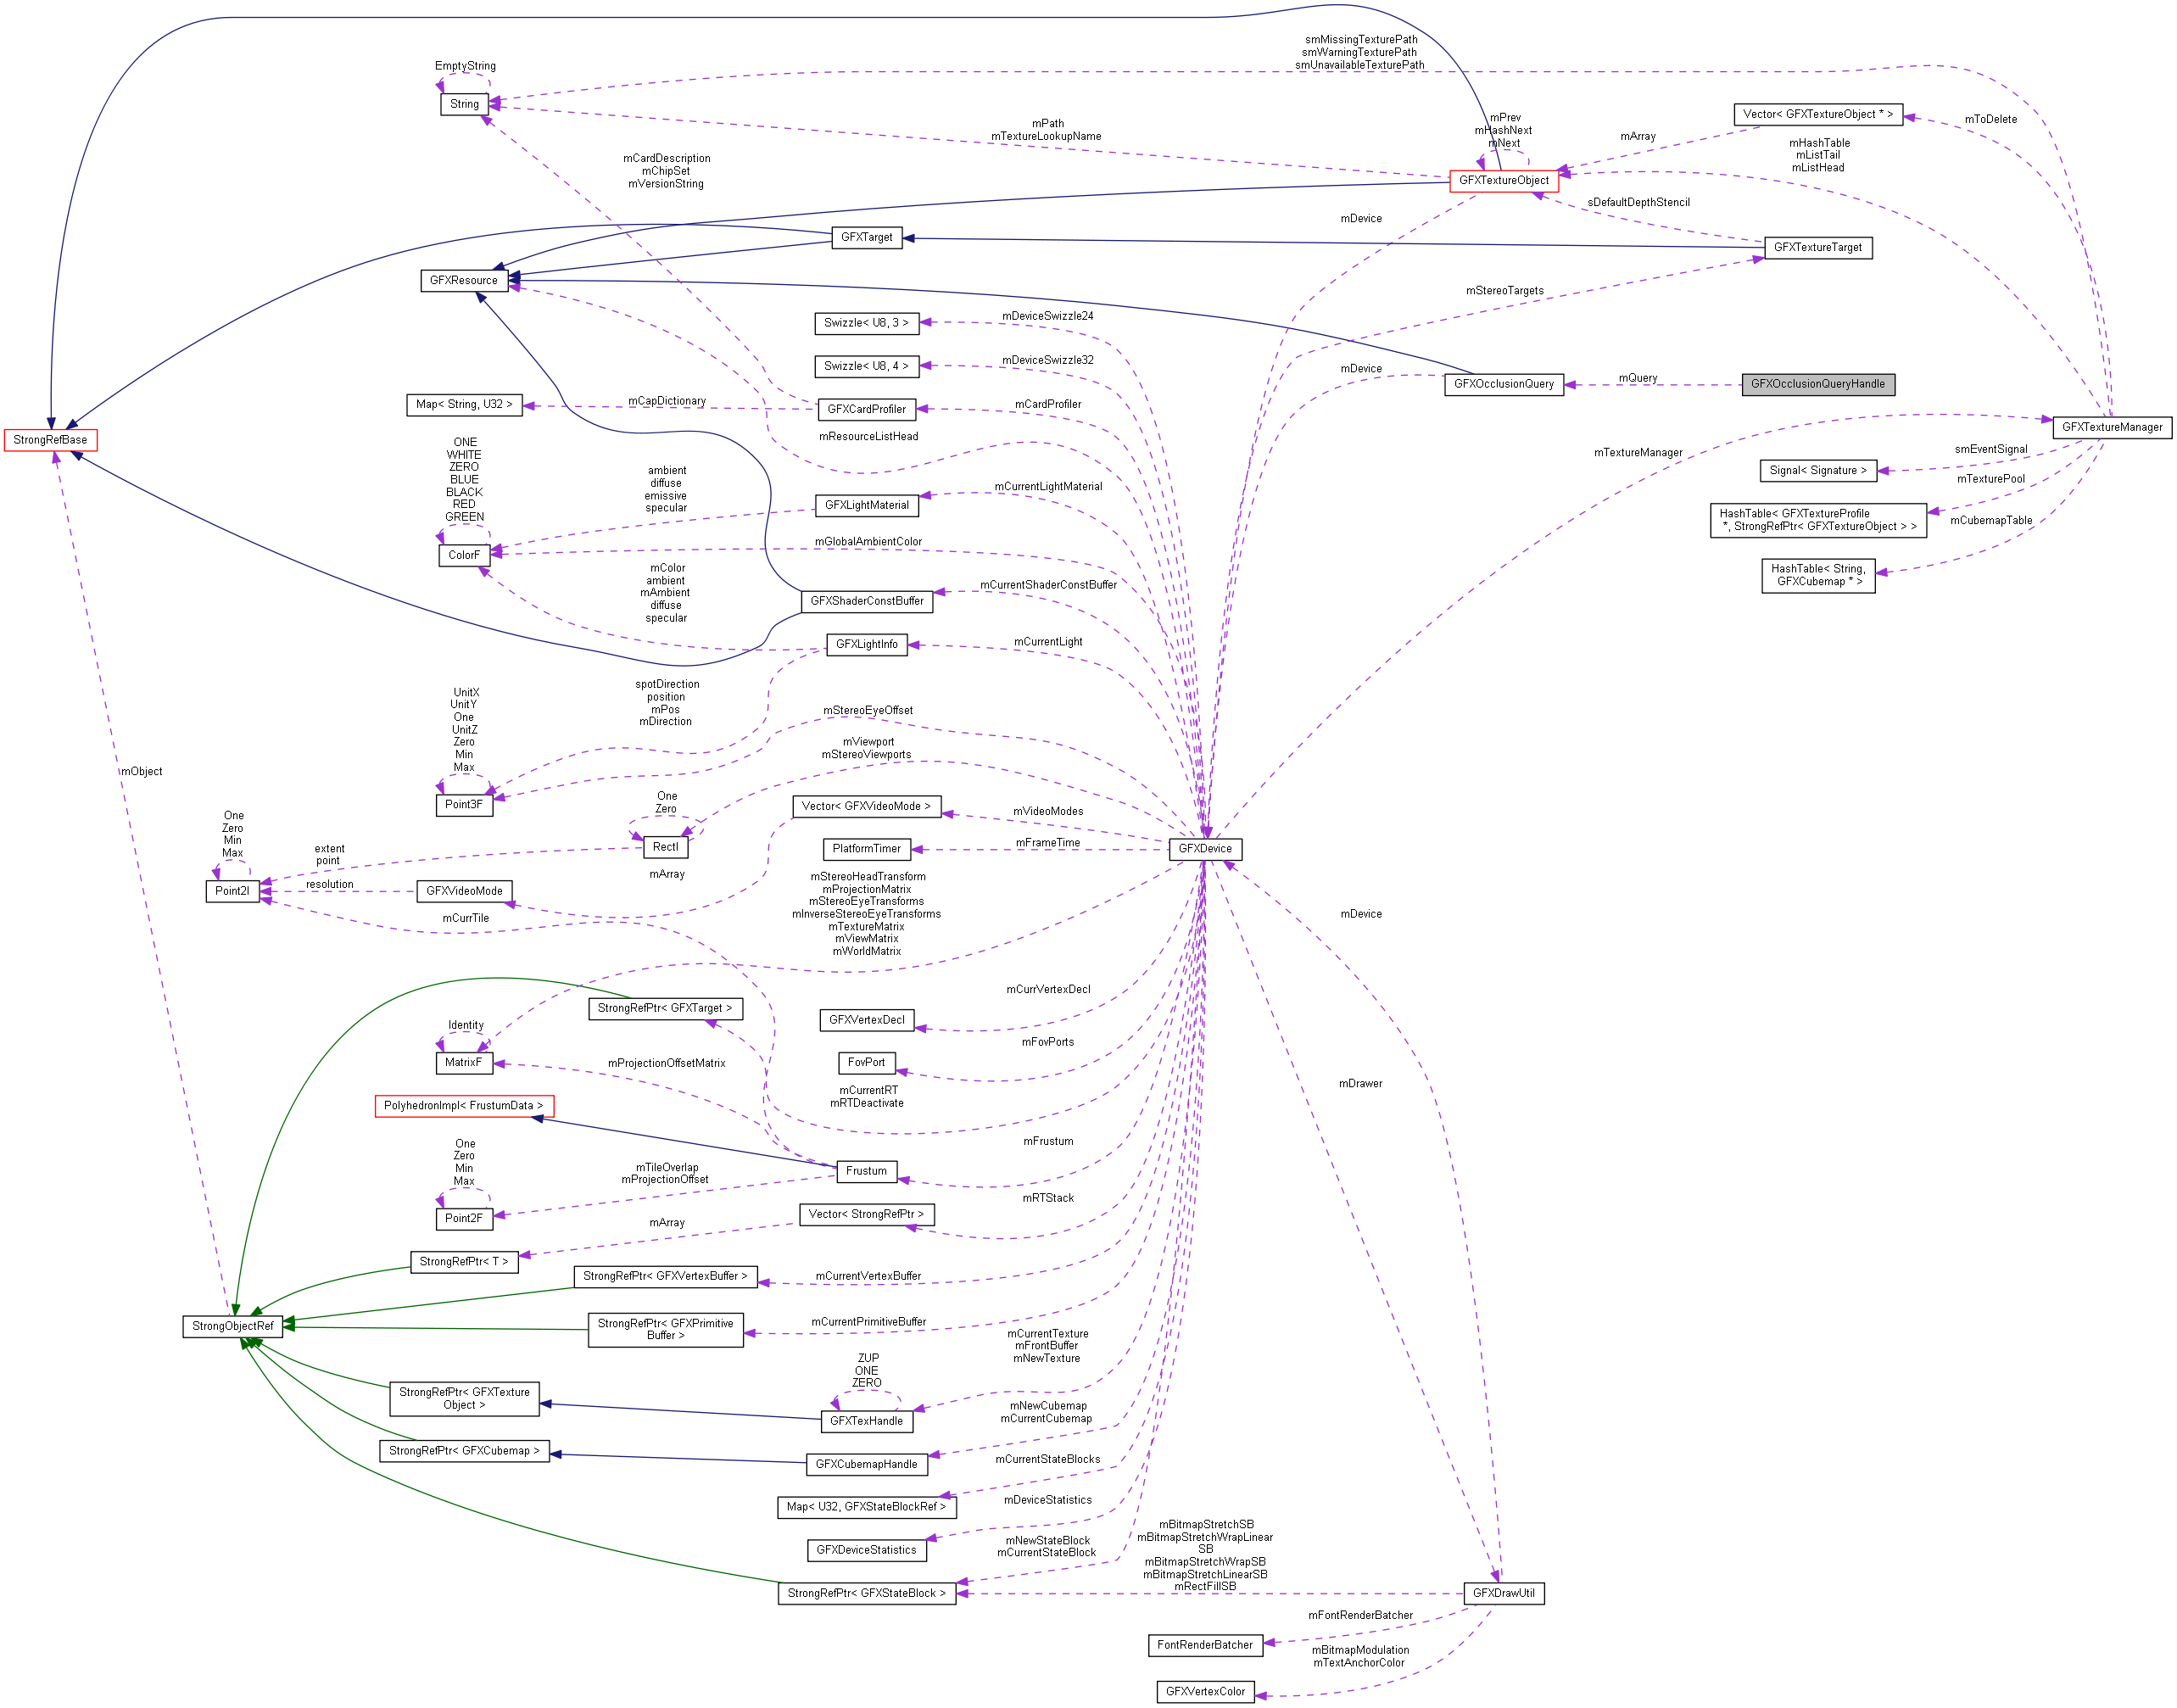 smMissingTexturePath
smWarningTexturePath
smUnavailableTexturePath
EmptyString
String
mPath
mTextureLookupName
mPrev
mHashNext
mNext
Vector< GFXTextureObject * >
mToDelete
mArray
mHashTable
mListTail
mListHead
mCardDescription
mChipSet
mVersionString
GFXTextureObject
sDefaultDepthStencil
mDevice
GFXTarget
GFXTextureTarget
GFXResource
mStereoTargets
Swizzle< U8, 3 >
mDeviceSwizzle24
Swizzle< U8, 4 >
mDeviceSwizzle32
mDevice
GFXOcclusionQuery
mQuery
GFXOcclusionQueryHandle
Map< String, U32 >
mCapDictionary
GFXCardProfiler
mCardProfiler
GFXTextureManager
StrongRefBase
mResourceListHead
mTextureManager
smEventSignal
Signal< Signature >
ONE
WHITE
ZERO
BLUE
BLACK
RED
GREEN
ambient
diffuse
emissive
specular
GFXLightMaterial
mCurrentLightMaterial
mTexturePool
HashTable< GFXTextureProfile
*, StrongRefPtr< GFXTextureObject > >
mCubemapTable
ColorF
mGlobalAmbientColor
HashTable< String,
GFXCubemap * >
mColor
ambient
mAmbient
diffuse
specular
GFXShaderConstBuffer
mCurrentShaderConstBuffer
GFXLightInfo
mCurrentLight
spotDirection
position
mPos
mDirection
UnitX
UnitY
One
UnitZ
Zero
Min
Max
Point3F
mStereoEyeOffset
mViewport
mStereoViewports
mObject
One
Zero
RectI
Vector< GFXVideoMode >
mVideoModes
One
Zero
Min
Max
extent
point
PlatformTimer
mFrameTime
GFXDevice
mArray
Point2I
resolution
GFXVideoMode
mStereoHeadTransform
mProjectionMatrix
mStereoEyeTransforms
mInverseStereoEyeTransforms
mTextureMatrix
mViewMatrix
mWorldMatrix
mCurrTile
mDevice
mCurrVertexDecl
StrongRefPtr< GFXTarget >
GFXVertexDecl
Identity
MatrixF
mProjectionOffsetMatrix
FovPort
mFovPorts
mDrawer
mCurrentRT
mRTDeactivate
PolyhedronImpl< FrustumData >
mFrustum
Frustum
One
Zero
Min
Max
mTileOverlap
mProjectionOffset
Point2F
mArray
Vector< StrongRefPtr >
mRTStack
StrongRefPtr< T >
StrongRefPtr< GFXVertexBuffer >
mCurrentVertexBuffer
StrongObjectRef
StrongRefPtr< GFXPrimitive
Buffer >
mCurrentPrimitiveBuffer
mCurrentTexture
mFrontBuffer
mNewTexture
ZUP
ONE
ZERO
StrongRefPtr< GFXTexture
Object >
GFXTexHandle
mNewCubemap
mCurrentCubemap
StrongRefPtr< GFXCubemap >
GFXCubemapHandle
mCurrentStateBlocks
Map< U32, GFXStateBlockRef >
mDeviceStatistics
GFXDeviceStatistics
mNewStateBlock
mCurrentStateBlock
mBitmapStretchSB
mBitmapStretchWrapLinear
SB
mBitmapStretchWrapSB
mBitmapStretchLinearSB
mRectFillSB
StrongRefPtr< GFXStateBlock >
GFXDrawUtil
mFontRenderBatcher
FontRenderBatcher
mBitmapModulation
mTextAnchorColor
GFXVertexColor